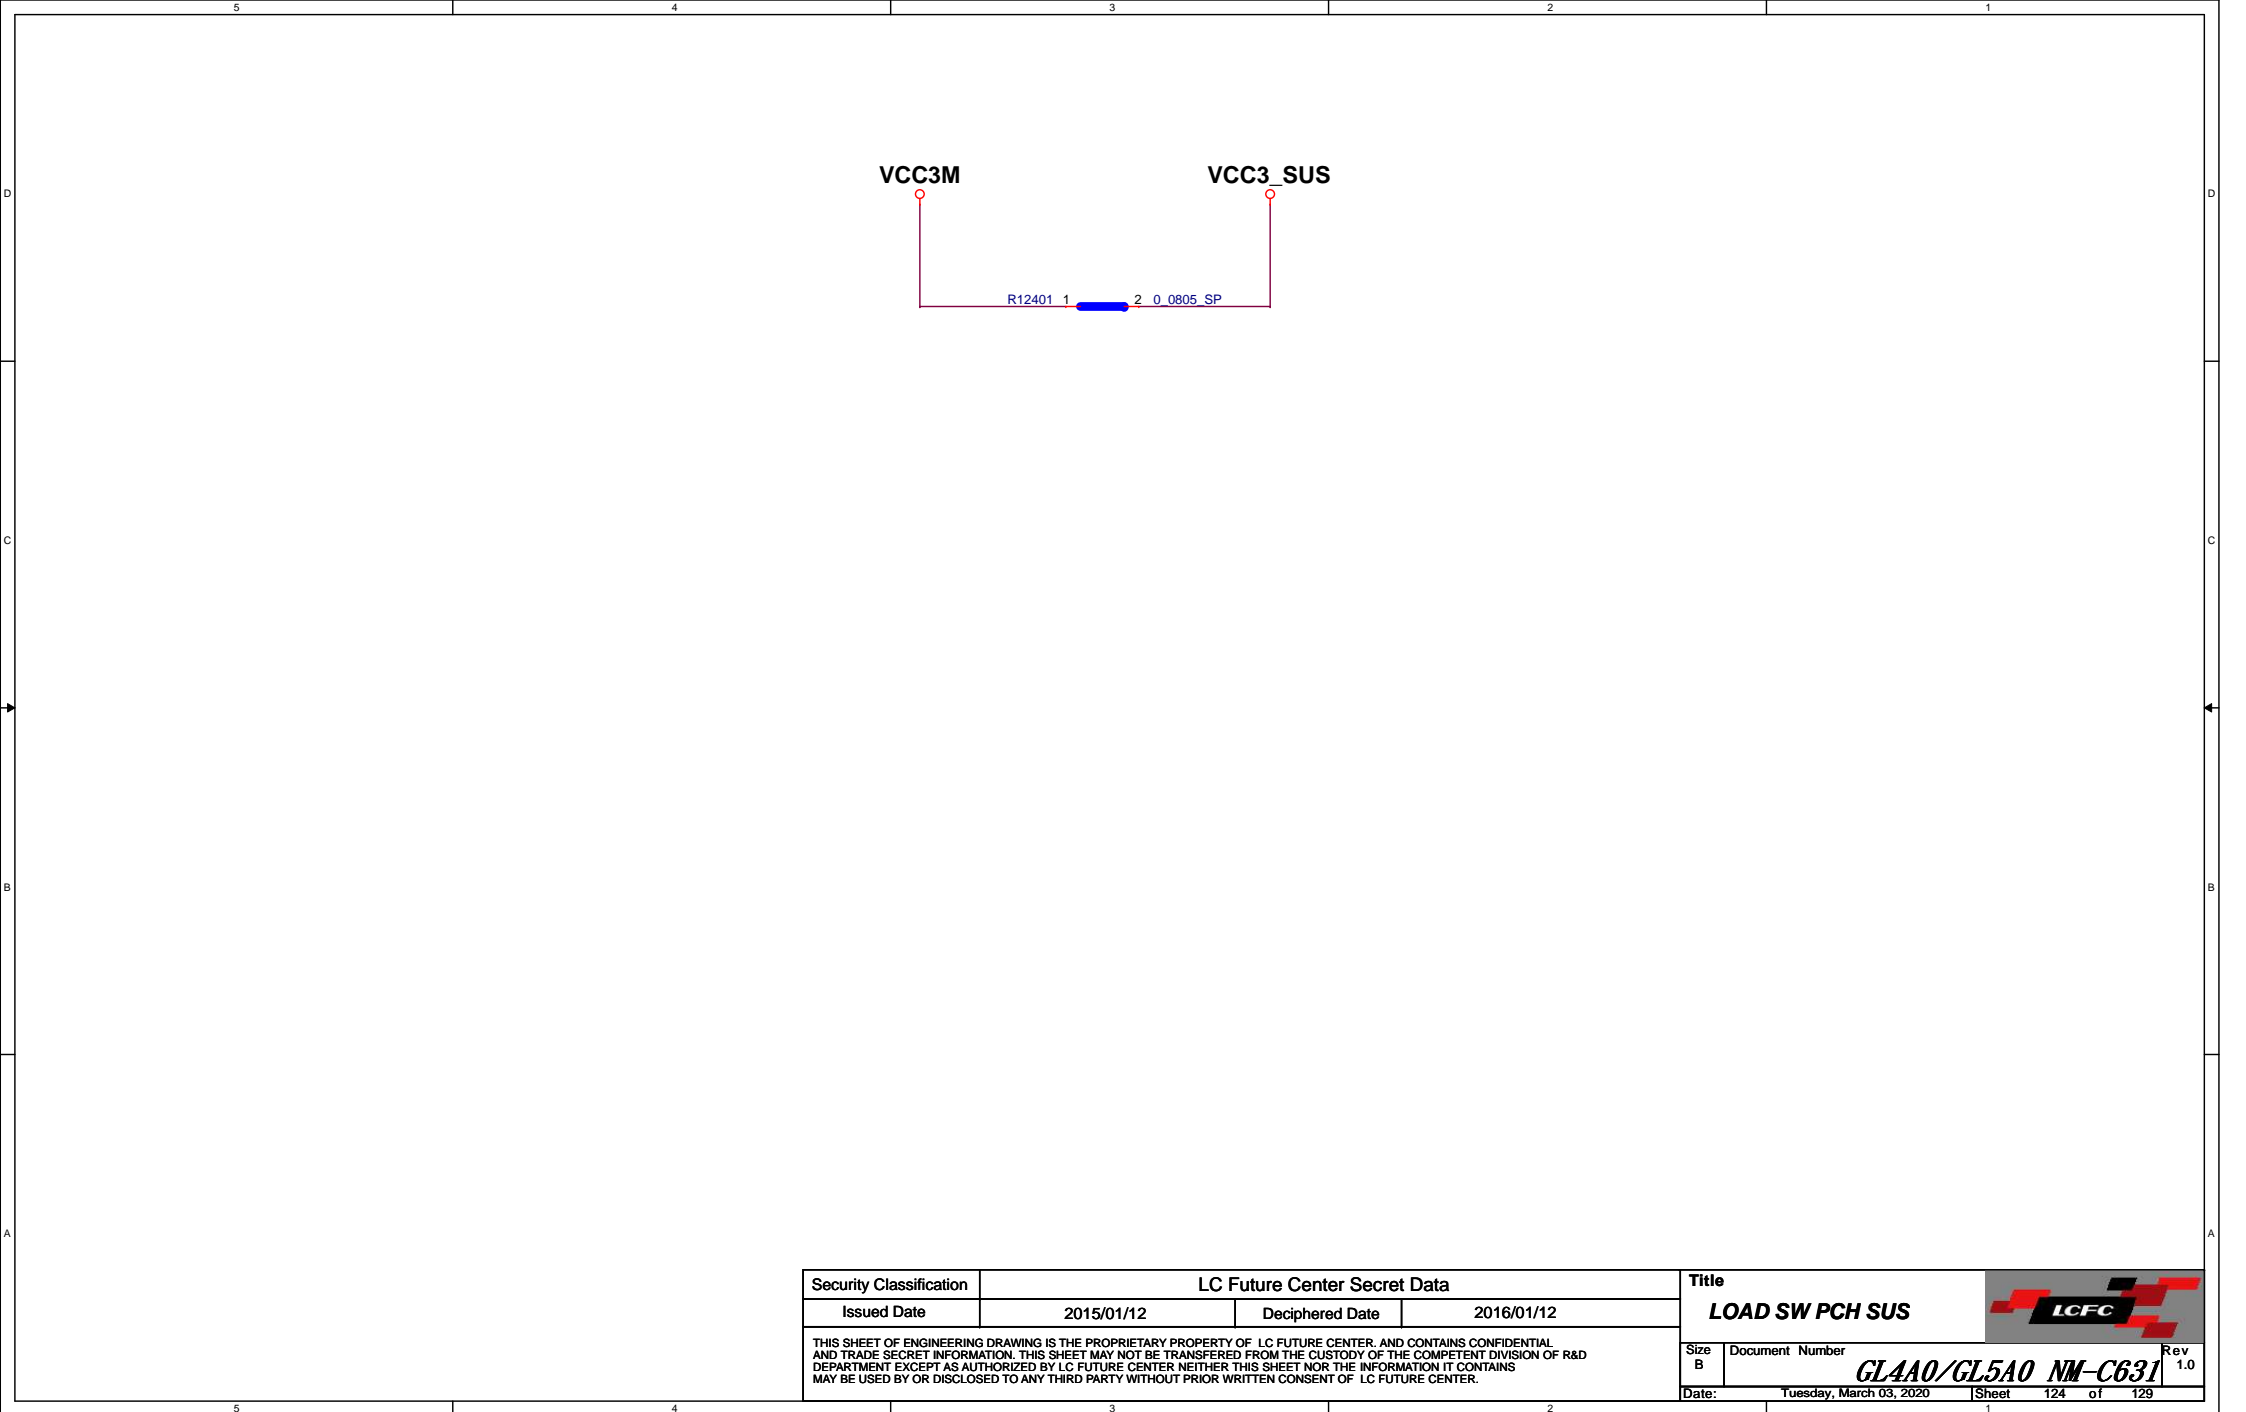 5 4 3 2 1
VCC3M VCC3_SUS
D D
R12401 1 2 0_0805_SP
C C
B B
A A
Security Classification LC Future Center Secret Data
Issued Date 2015/01/12 Deciphered Date 2016/01/12
THIS SHEET OF ENGINEERING DRAWING IS THE PROPRIETARY PROPERTY OF LC FUTURE CENTER. AND CONTAINS CONFIDENTIAL
AND TRADE SECRET INFORMATION. THIS SHEET MAY NOT BE TRANSFERED FROM THE CUSTODY OF THE COMPETENT DIVISION OF R&D
DEPARTMENT EXCEPT AS AUTHORIZED BY LC FUTURE CENTER NEITHER THIS SHEET NOR THE INFORMATION IT CONTAINS
MAY BE USED BY OR DISCLOSED TO ANY THIRD PARTY WITHOUT PRIOR WRITTEN CONSENT OF LC FUTURE CENTER.
Title
LOAD SW PCH SUS
LCFC
Size Document Number Rev
B GL4A0/GL5A0 NM-C631 1.0
Date: Tuesday, March 03, 2020 Sheet 124 of 129
5 4 3 2 1